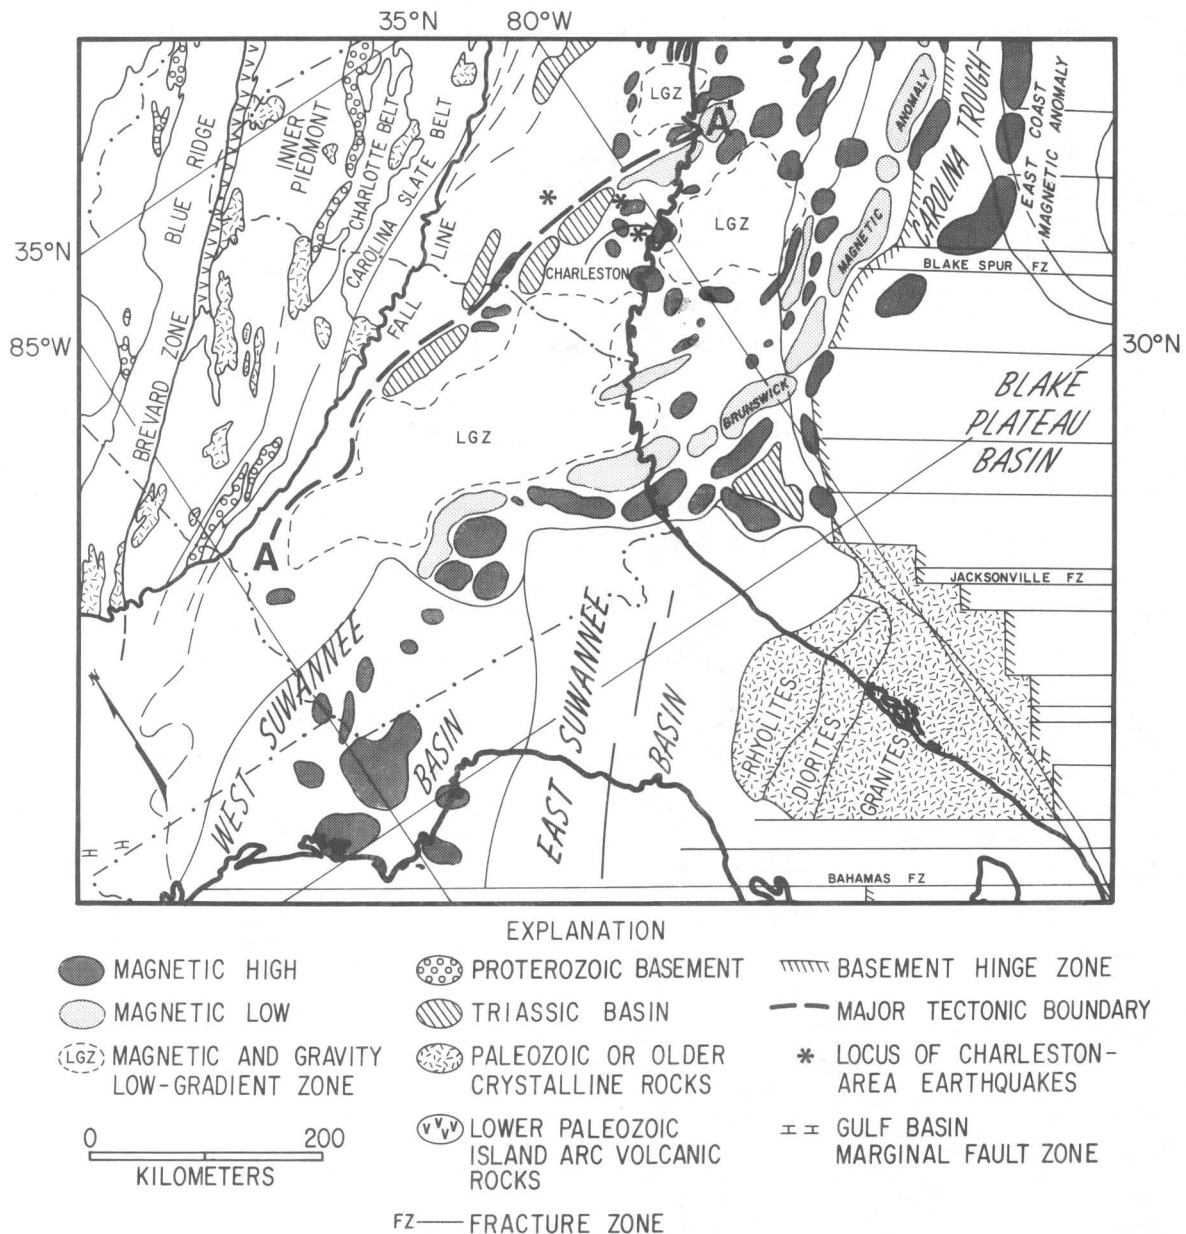 35°N
80°W
35°N
85°W
30°N
BLUE RIDGE
BREVARD ZONE
INNER
PIEDMONT
CHARLOTTE BELT
CAROLINA SLATE BELT
FALL LINE
LGZ
A'
LGZ
CHARLESTON
LGZ
A
BRUNSWICK
MAGNETIC
ANOMALY
CAROLINA TROUGH
EAST COAST
MAGNETIC ANOMALY
BLAKE SPUR FZ
BLAKE
PLATEAU
BASIN
JACKSONVILLE FZ
WEST SUWANNEE BASIN
EAST SUWANNEE BASIN
RHYOLITES
DIORITES
GRANITES
BAHAMAS FZ
N
EXPLANATION
MAGNETIC HIGH
MAGNETIC LOW
LGZ
MAGNETIC AND GRAVITY
LOW-GRADIENT ZONE
0 200
KILOMETERS
PROTEROZOIC BASEMENT
TRIASSIC BASIN
PALEOZOIC OR OLDER
CRYSTALLINE ROCKS
LOWER PALEOZOIC
ISLAND ARC VOLCANIC
ROCKS
FZ — FRACTURE ZONE
BASEMENT HINGE ZONE
MAJOR TECTONIC BOUNDARY
* LOCUS OF CHARLESTON-
AREA EARTHQUAKES
GULF BASIN
MARGINAL FAULT ZONE